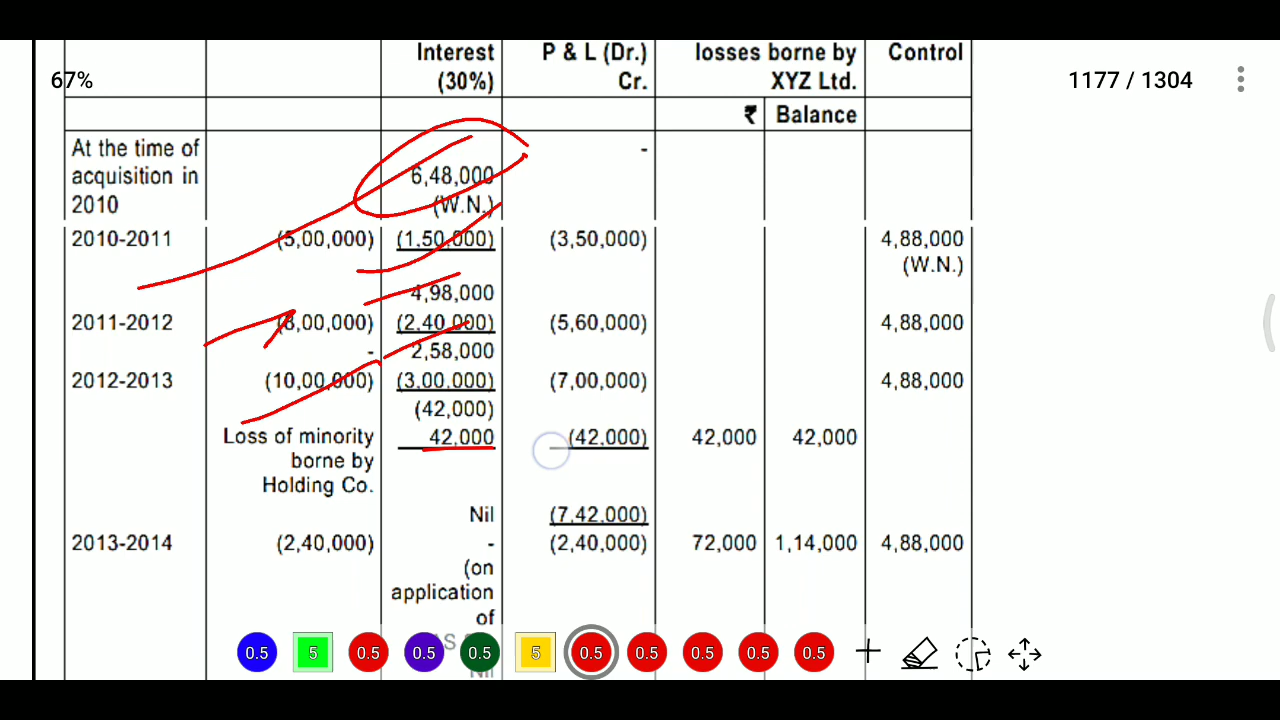 Interest P & L (Dr.) losses borne by Control
67% (30%) Cr. XYZ Ltd. 1177 / 1304
₹ Balance
At the time of -
acquisition in 6,48,000
2010 (W.N.)
2010-2011 (5,00,000) (1,50,000) (3,50,000) 4,88,000
(W.N.)
4,98,000
2011-2012 (8,00,000) (2,40,000) (5,60,000) 4,88,000
- 2,58,000
2012-2013 (10,00,000) (3,00,000) (7,00,000) 4,88,000
(42,000)
Loss of minority 42,000 (42,000) 42,000 42,000
borne by
Holding Co.
Nil (7,42,000)
2013-2014 (2,40,000) - (2,40,000) 72,000 1,14,000 4,88,000
(on
application
of
0.5 5 0.5 0.5 0.5 5 0.5 0.5 0.5 0.5 0.5
Nil